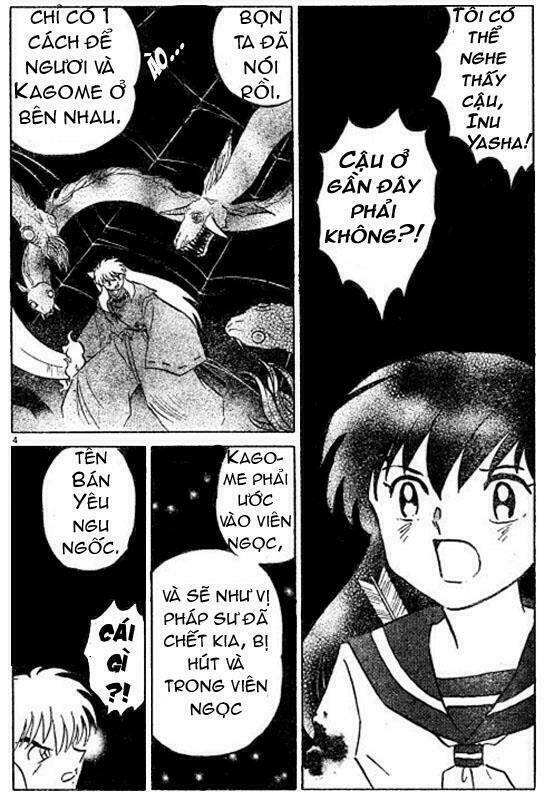 TÔI CÓ
THỂ
NGHE
THẤY
CẬU,
INU
YASHA!
CẬU Ở
GẦN ĐÂY
PHẢI
KHÔNG?!
BỌN
TA ĐÃ
NÓI
RỒI.
CHỈ CÓ 1
CÁCH ĐỂ
NGƯƠI VÀ
KAGOME Ở
BÊN NHAU.
ÀO...
4
KAGO-
ME PHẢI
ƯỚC
VÀO VIÊN
NGỌC,
VÀ SẼ NHƯ VỊ
PHÁP SƯ ĐÃ
CHẾT KIA, BỊ
HÚT VÀ
TRONG VIÊN
NGỌC
TÊN
BÁN
YÊU
NGU
NGỐC.
CÁI
GÌ
?!